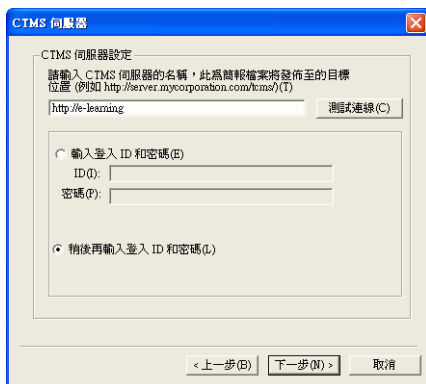 CTMS 伺服器
CTMS 伺服器設定
請輸入 CTMS 伺服器的名稱，此為簡報檔案將發佈至的目標
位置 (例如 http://server.mycorporation.com/tcms/)(T)
http://e-learning
測試連線(C)
輸入登入 ID 和密碼(E)
ID(I):
密碼(P):
稍後再輸入登入 ID 和密碼(L)
< 上一步(B)
下一步(N) >
取消